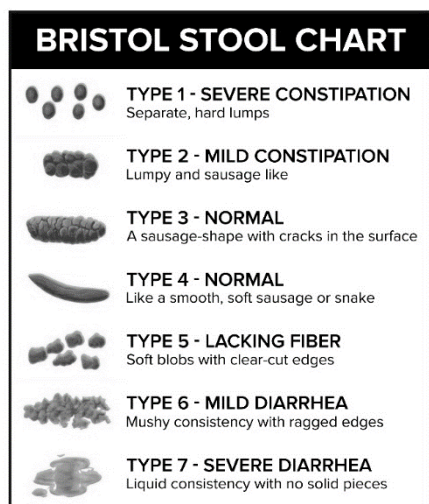 BRISTOL STOOL CHART
TYPE 1 - SEVERE CONSTIPATION
Separate, hard lumps
TYPE 2 - MILD CONSTIPATION
Lumpy and sausage like
TYPE 3 - NORMAL
A sausage-shape with cracks in the surface
TYPE 4 - NORMAL
Like a smooth, soft sausage or snake
TYPE 5 - LACKING FIBER
Soft blobs with clear-cut edges
TYPE 6 - MILD DIARRHEA
Mushy consistency with ragged edges
TYPE 7 - SEVERE DIARRHEA
Liquid consistency with no solid pieces